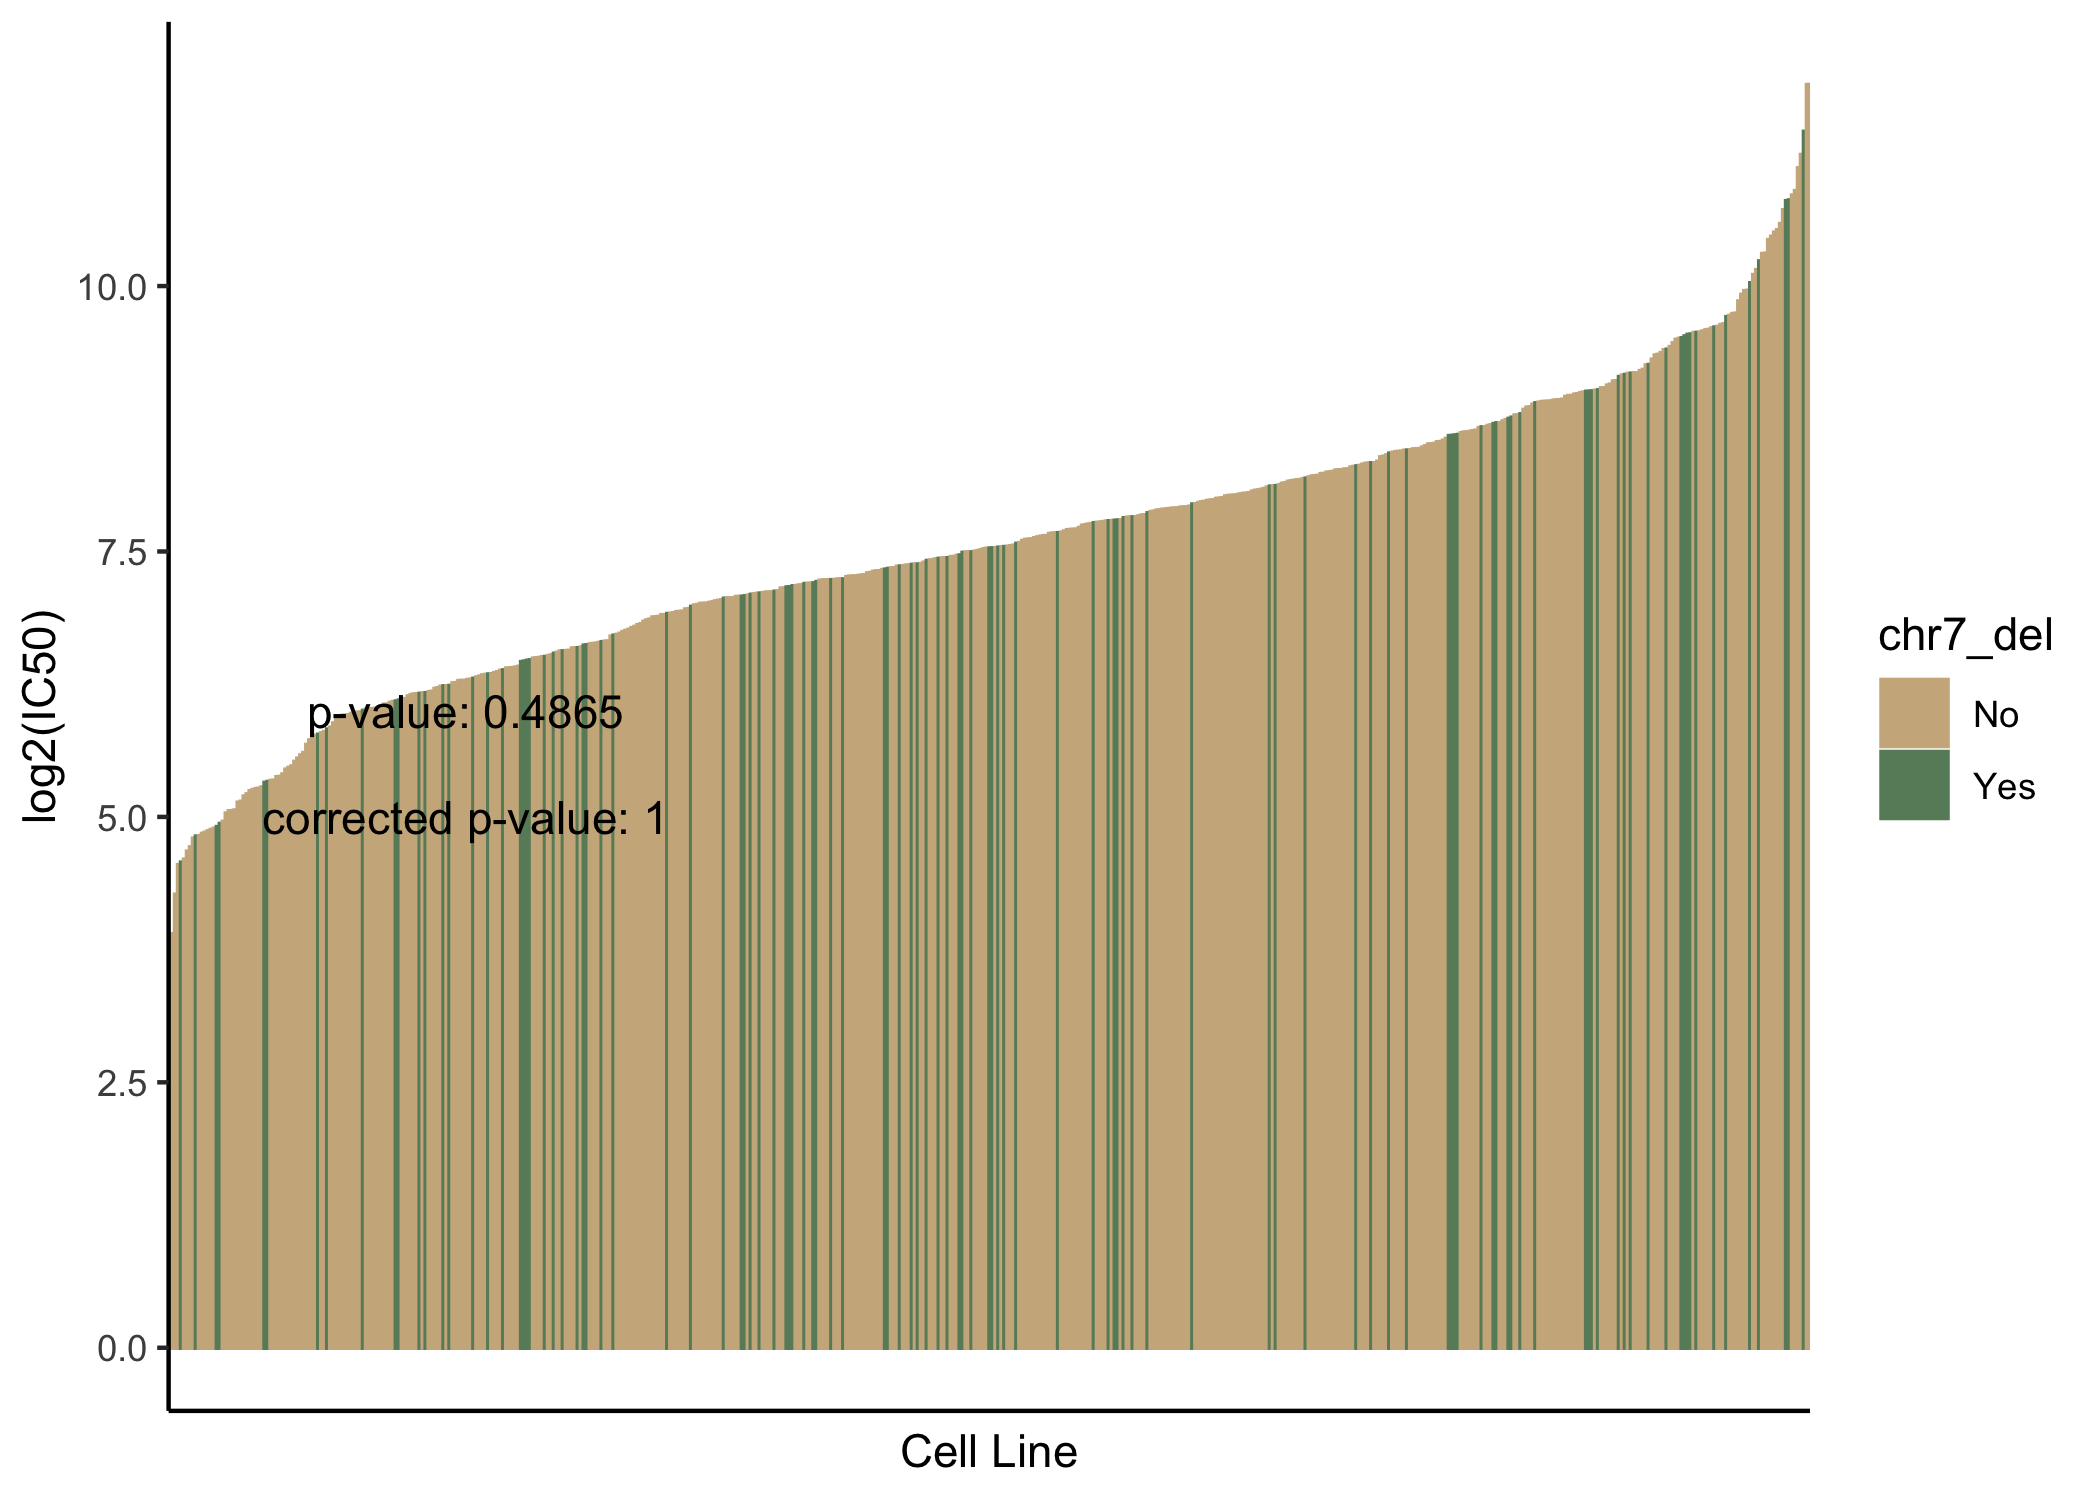 log2(IC50)
10.0
7.5
5.0
2.5
0.0
p-value: 0.4865
corrected p-value: 1
Cell Line
chr7_del
No
Yes